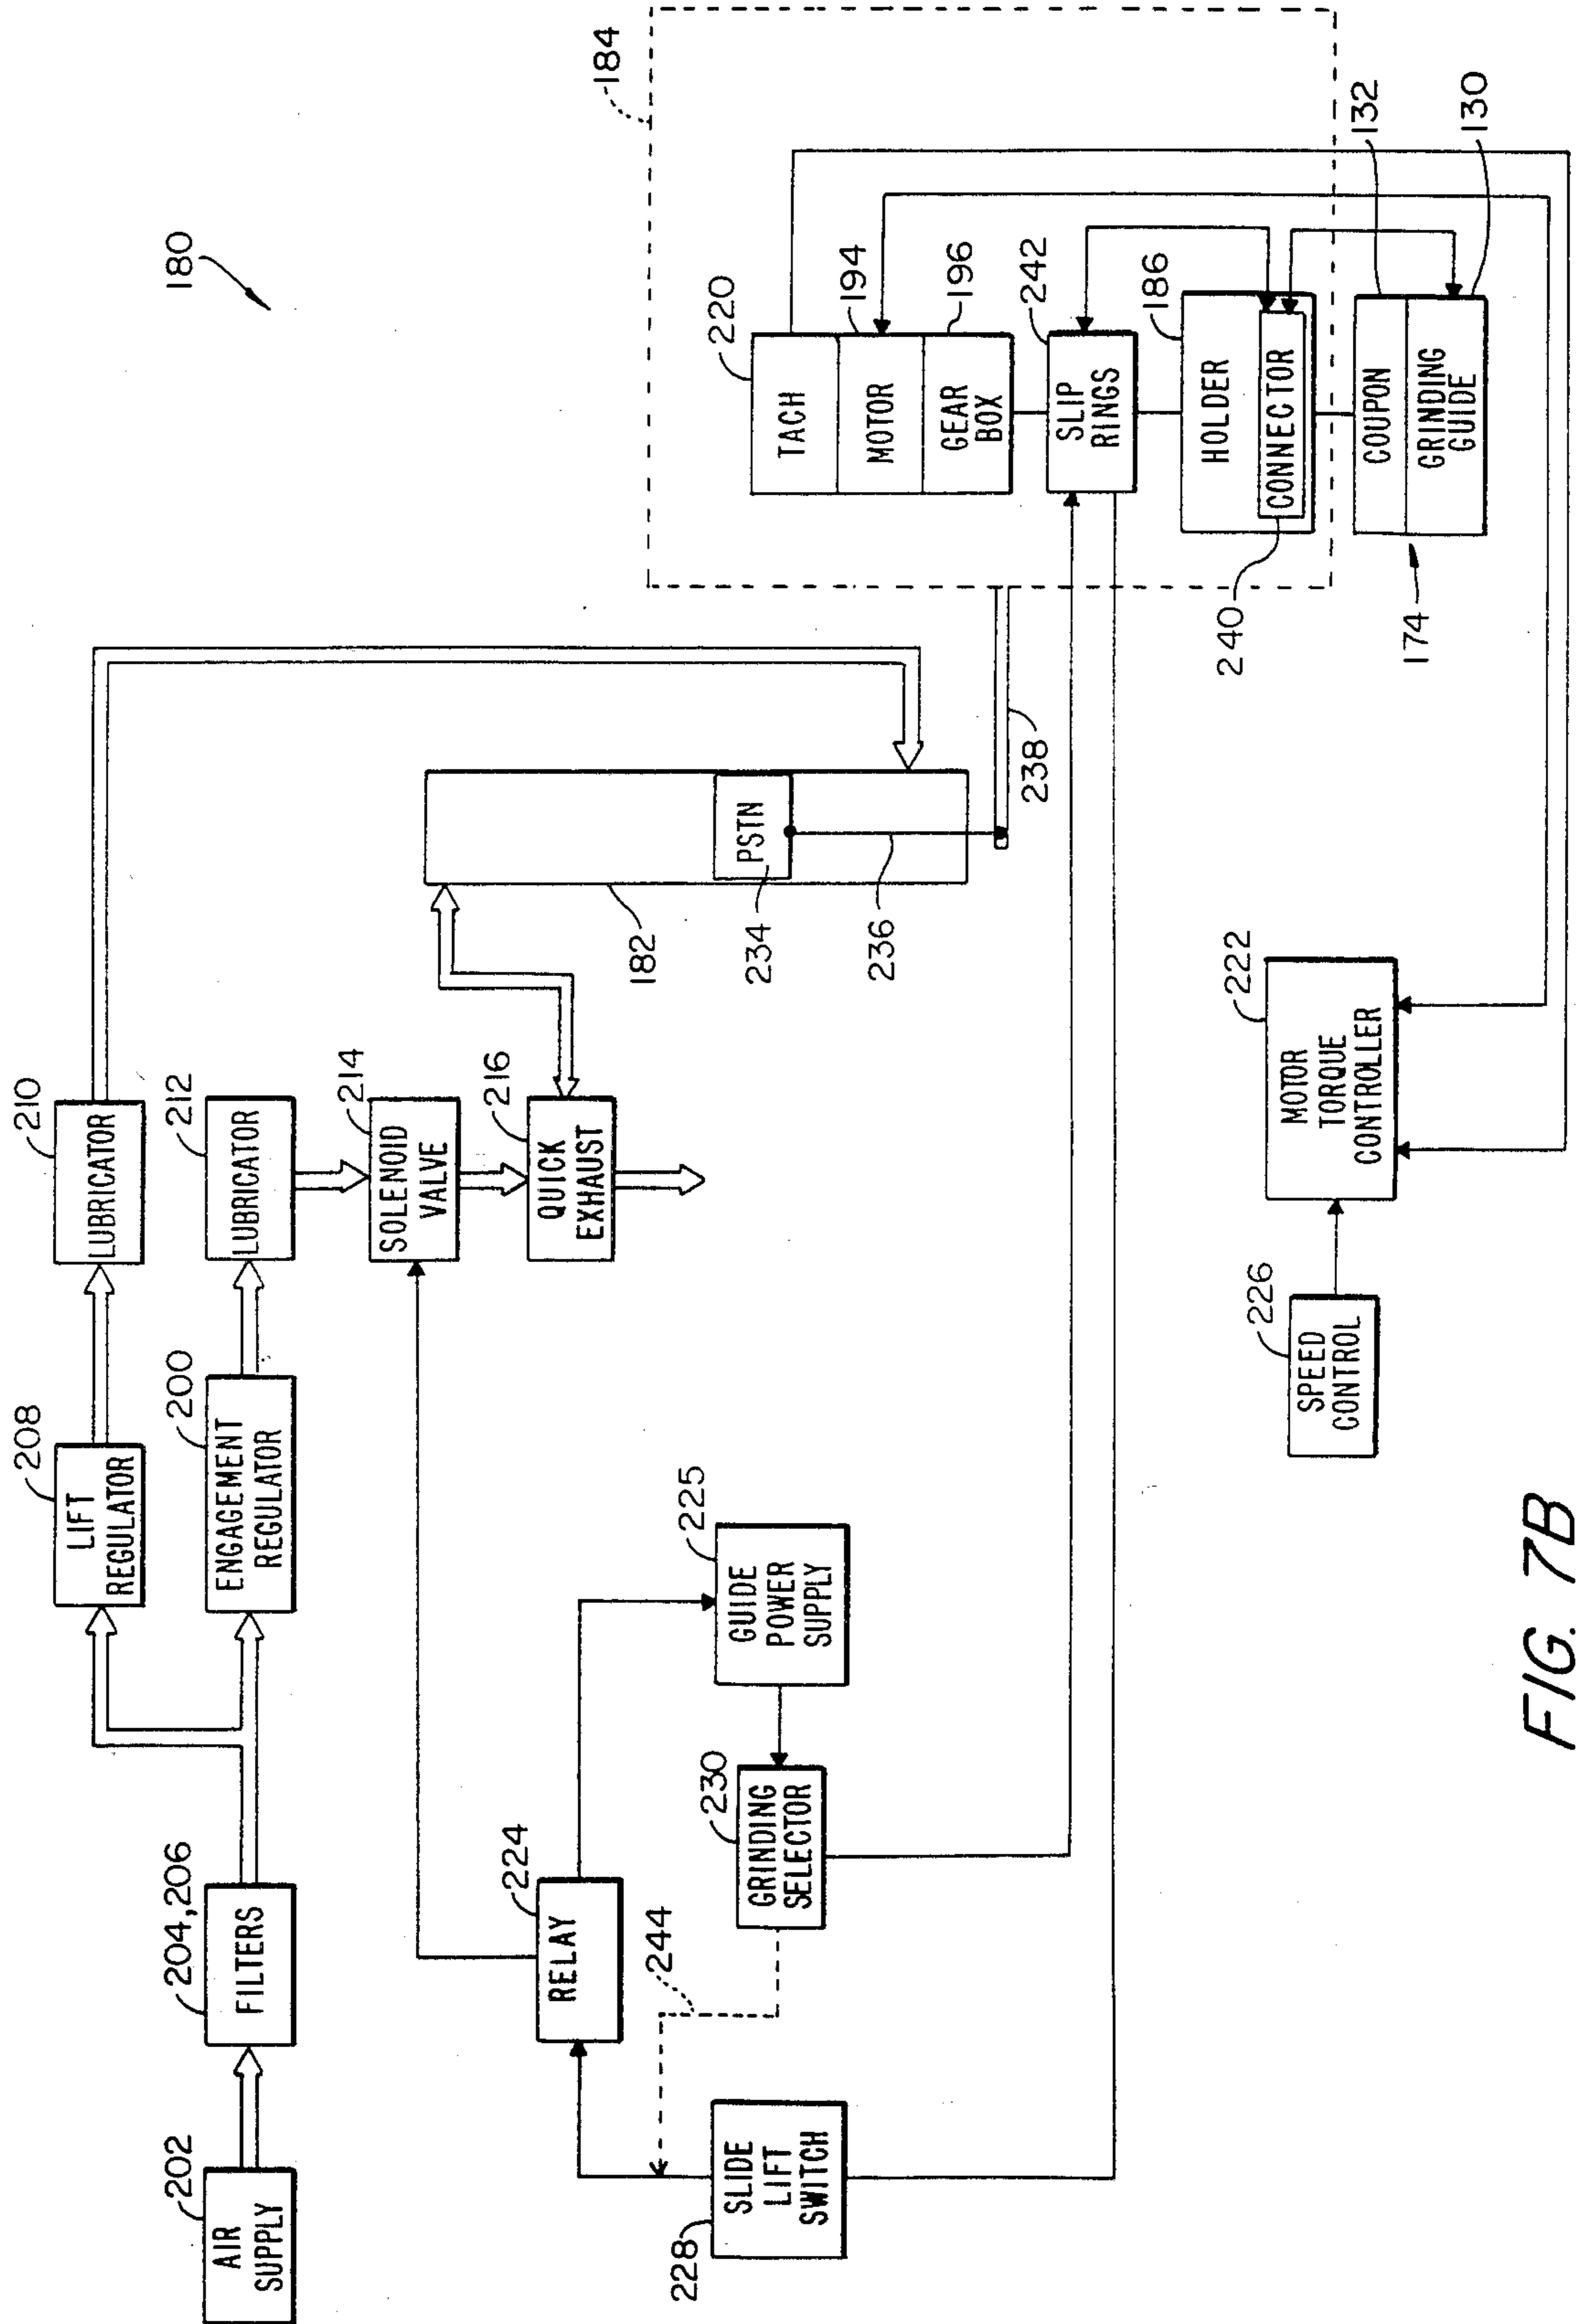 180
184
220
TACH
194
MOTOR
196
GEAR
BOX
242
SLIP
RINGS
186
HOLDER
CONNECTOR
240
132
COUPON
GRINDING
GUIDE
130
174
210
LUBRICATOR
212
LUBRICATOR
214
SOLENOID
VALVE
216
QUICK
EXHAUST
182
PSTN
234
236
238
208
LIFT
REGULATOR
200
ENGAGEMENT
REGULATOR
204,206
FILTERS
202
AIR
SUPPLY
224
RELAY
225
GUIDE
POWER
SUPPLY
230
GRINDING
SELECTOR
244
228
SLIDE
LIFT
SWITCH
222
MOTOR
TORQUE
CONTROLLER
226
SPEED
CONTROL
FIG. 7B